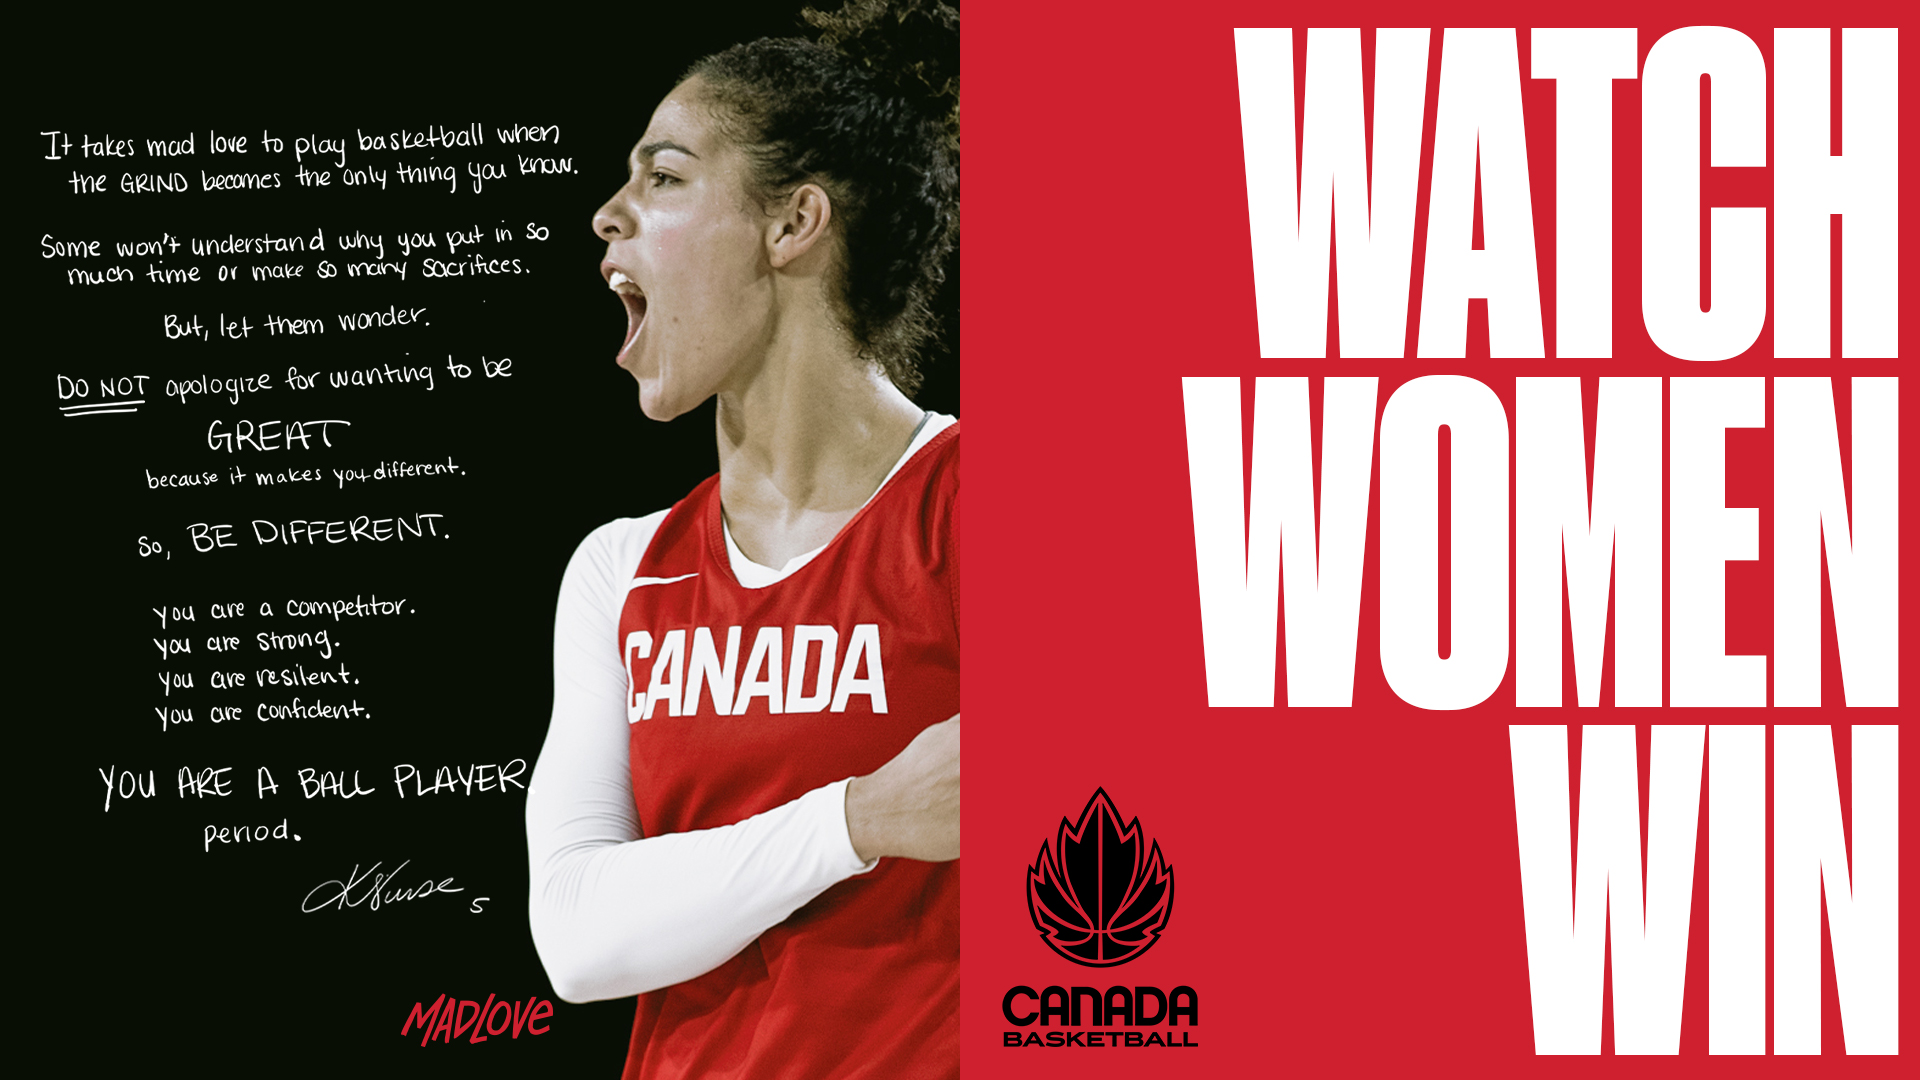 It takes mad love to play basketball when
the GRIND becomes the only thing you know.
Some won't understand why you put in so
much time or make so many sacrifices.
But, let them wonder.
DO NOT apologize for wanting to be
GREAT
because it makes you different.
So, BE DIFFERENT.
you are a competitor.
you are strong.
you are resilent.
you are confident.
YOU ARE A BALL PLAYER.
period.
KNurse 5
MADLOVE
CANADA
WATCH
WOMEN
WIN
CANADA
BASKETBALL